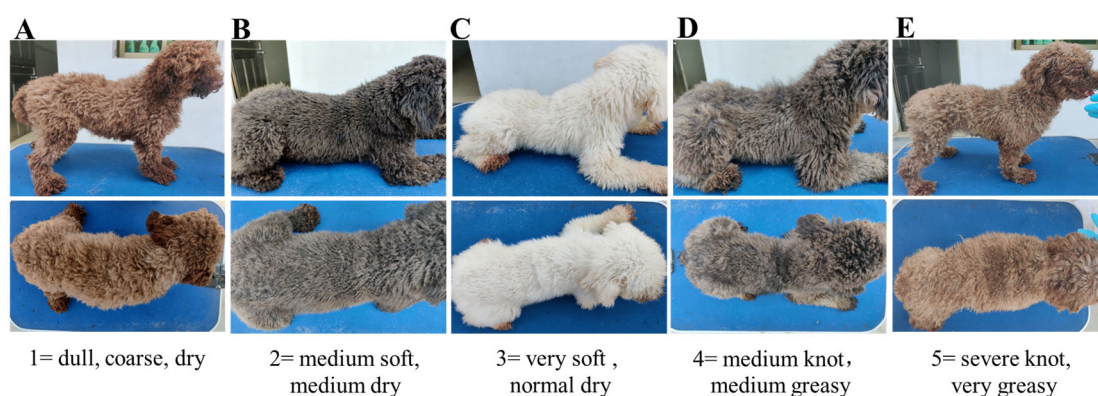 A
B
C
D
E
1= dull, coarse, dry
2= medium soft,
medium dry
3= very soft ,
normal dry
4= medium knot，
medium greasy
5= severe knot,
very greasy